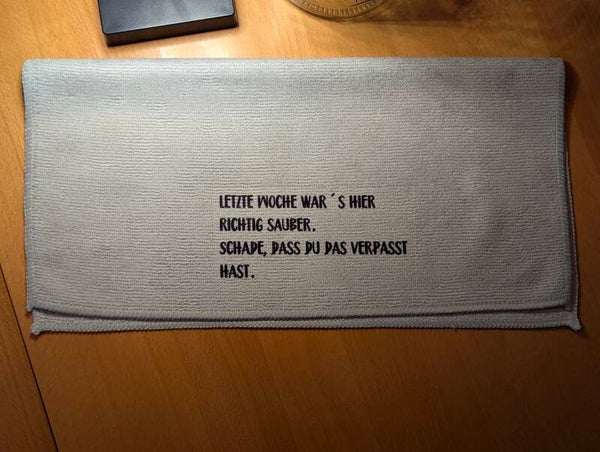 LETZTE WOCHE WAR ´S HIER
RICHTIG SAUBER.
SCHADE, DASS DU DAS VERPASST
HAST.